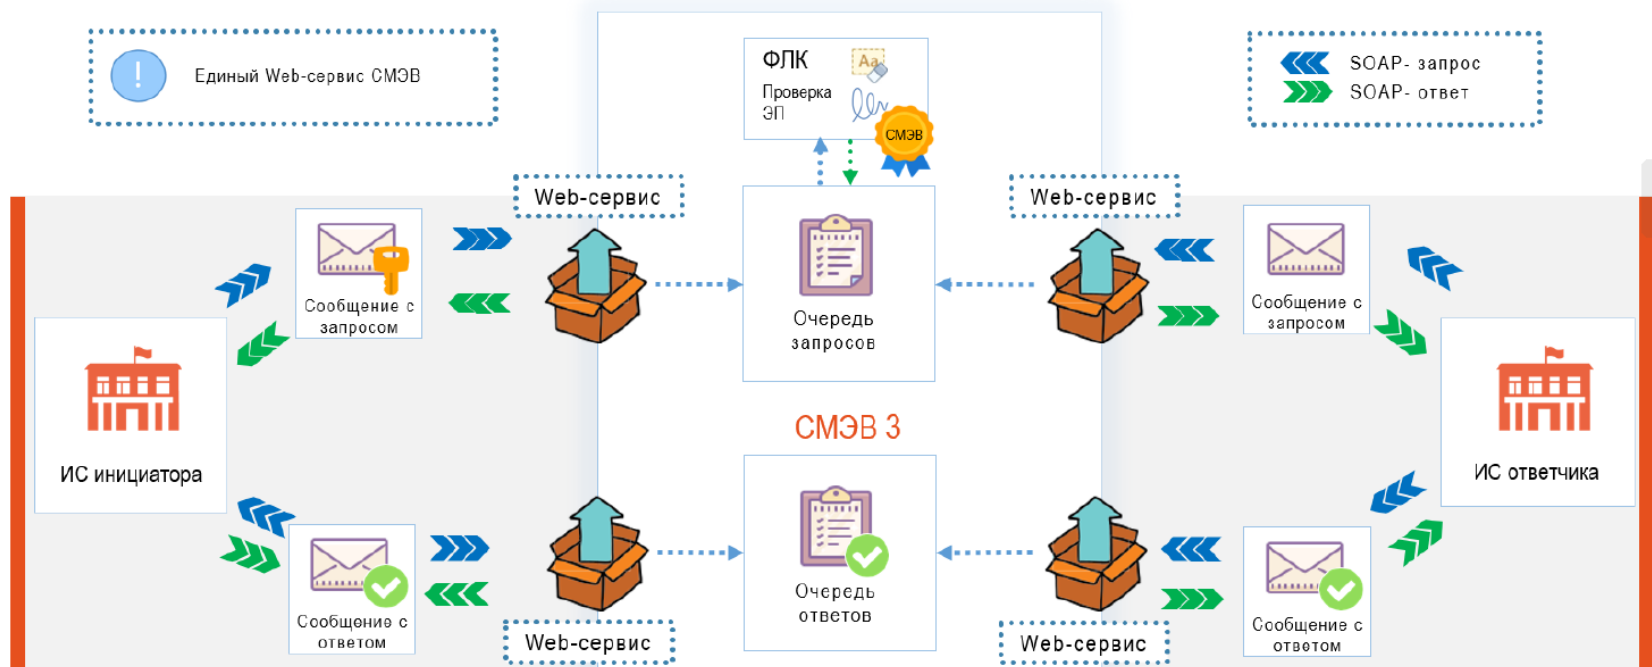 Единый Web-сервис СМЭВ
ФЛК
Aa
Проверка
ЭП
СМЭВ
SOAP- запрос
SOAP- ответ
Web-сервис
Web-сервис
Сообщение с
запросом
Очередь
запросов
Сообщение с
запросом
ИС инициатора
СМЭВ 3
ИС ответчика
Очередь
ответов
Сообщение с
ответом
Web-сервис
Web-сервис
Сообщение с
ответом